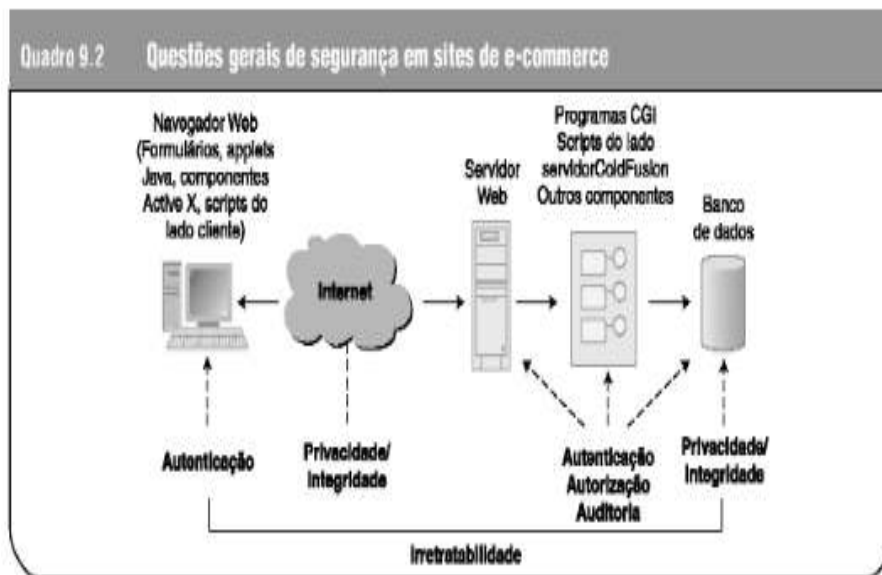 Quadro 9.2 Questões gerais de segurança em sites de e-commerce
Navegador Web
(Formulários, applets
Java, componentes
Active X, scripts do
lado cliente)
Internet
Servidor
Web
Programas CGI
Scripts do lado
servidorColdFusion
Outros componentes
Banco
de dados
Autenticação
Privacidade/
Integridade
Autenticação
Autorização
Auditoria
Privacidade/
Integridade
Irretratabilidade